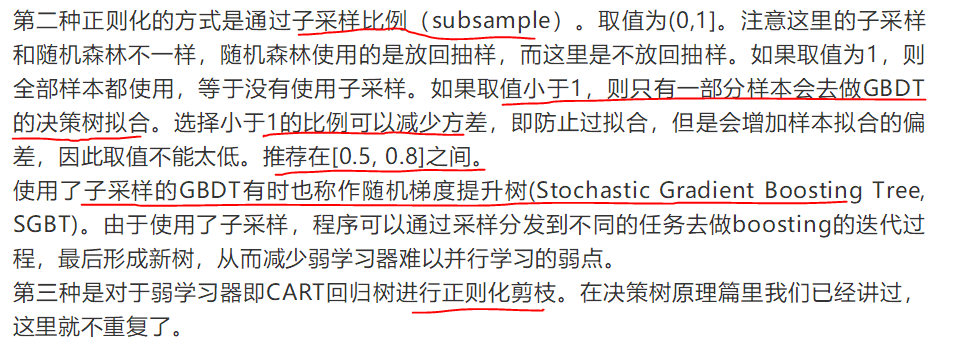 第二种正则化的方式是通过子采样比例（subsample）。取值为(0,1]。注意这里的子采样
和随机森林不一样，随机森林使用的是放回抽样，而这里是不放回抽样。如果取值为1，则
全部样本都使用，等于没有使用子采样。如果取值小于1，则只有一部分样本会去做GBDT
的决策树拟合。选择小于1的比例可以减少方差，即防止过拟合，但是会增加样本拟合的偏
差，因此取值不能太低。推荐在[0.5, 0.8]之间。
使用了子采样的GBDT有时也称作随机梯度提升树(Stochastic Gradient Boosting Tree,
SGBT)。由于使用了子采样，程序可以通过采样分发到不同的任务去做boosting的迭代过
程，最后形成新树，从而减少弱学习器难以并行学习的弱点。
第三种是对于弱学习器即CART回归树进行正则化剪枝。在决策树原理篇里我们已经讲过，
这里就不重复了。